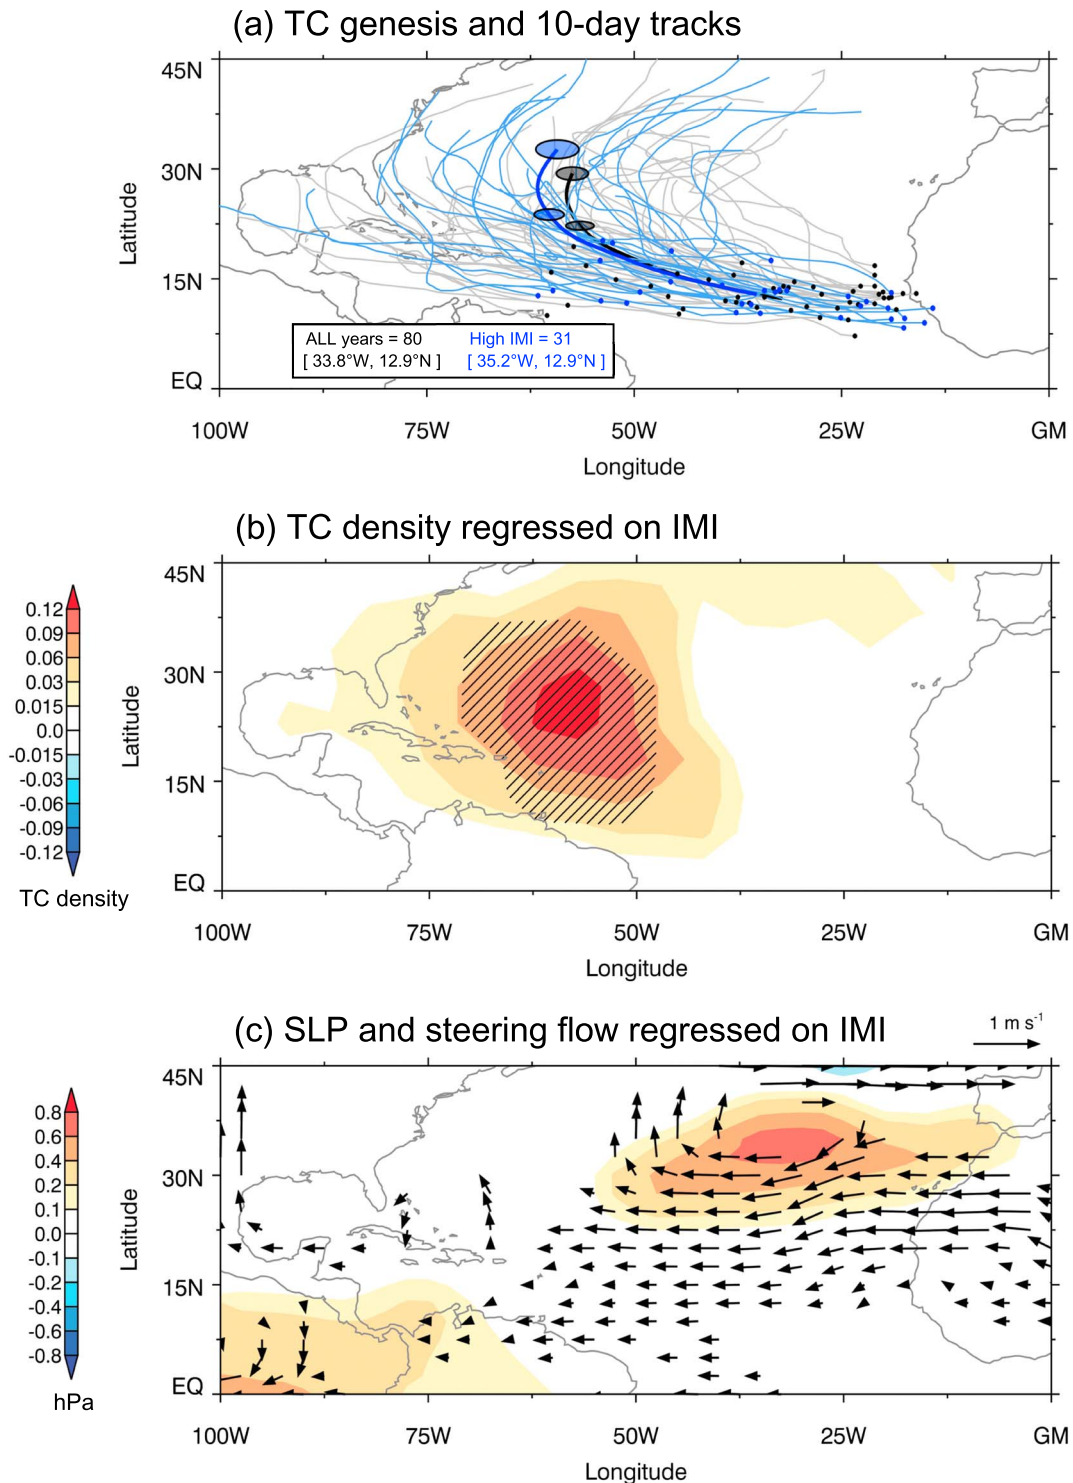 (a) TC genesis and 10-day tracks
45N
30N
15N
EQ
Latitude
ALL years = 80 High IMI = 31
[ 33.8°W, 12.9°N ] [ 35.2°W, 12.9°N ]
100W 75W 50W 25W GM
Longitude
(b) TC density regressed on IMI
0.12
0.09
0.06
0.03
0.015
0.0
-0.015
-0.03
-0.06
-0.09
-0.12
TC density
45N
30N
15N
EQ
Latitude
100W 75W 50W 25W GM
Longitude
(c) SLP and steering flow regressed on IMI
1 m s⁻¹
0.8
0.6
0.4
0.2
0.1
0.0
-0.1
-0.2
-0.4
-0.6
-0.8
hPa
45N
30N
15N
EQ
Latitude
100W 75W 50W 25W GM
Longitude